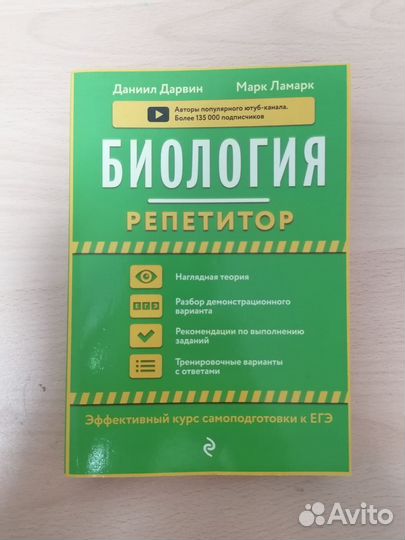 Даниил Дарвин Марк Ламарк
Авторы популярного ютуб-канала.
Более 135 000 подписчиков
БИОЛОГИЯ
РЕПЕТИТОР
Наглядная теория
ЕГЭ
Разбор демонстрационного
варианта
Рекомендации по выполнению
заданий
Тренировочные варианты
с ответами
Эффективный курс самоподготовки к ЕГЭ
Avito